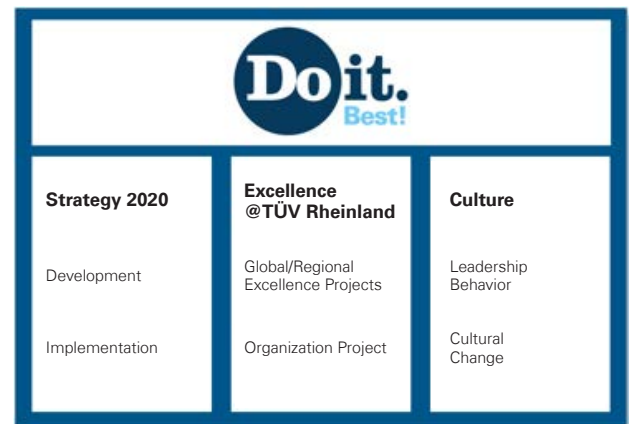 Do it.
Best!
Strategy 2020
Development
Implementation
Excellence
@TÜV Rheinland
Global/Regional
Excellence Projects
Organization Project
Culture
Leadership
Behavior
Cultural
Change